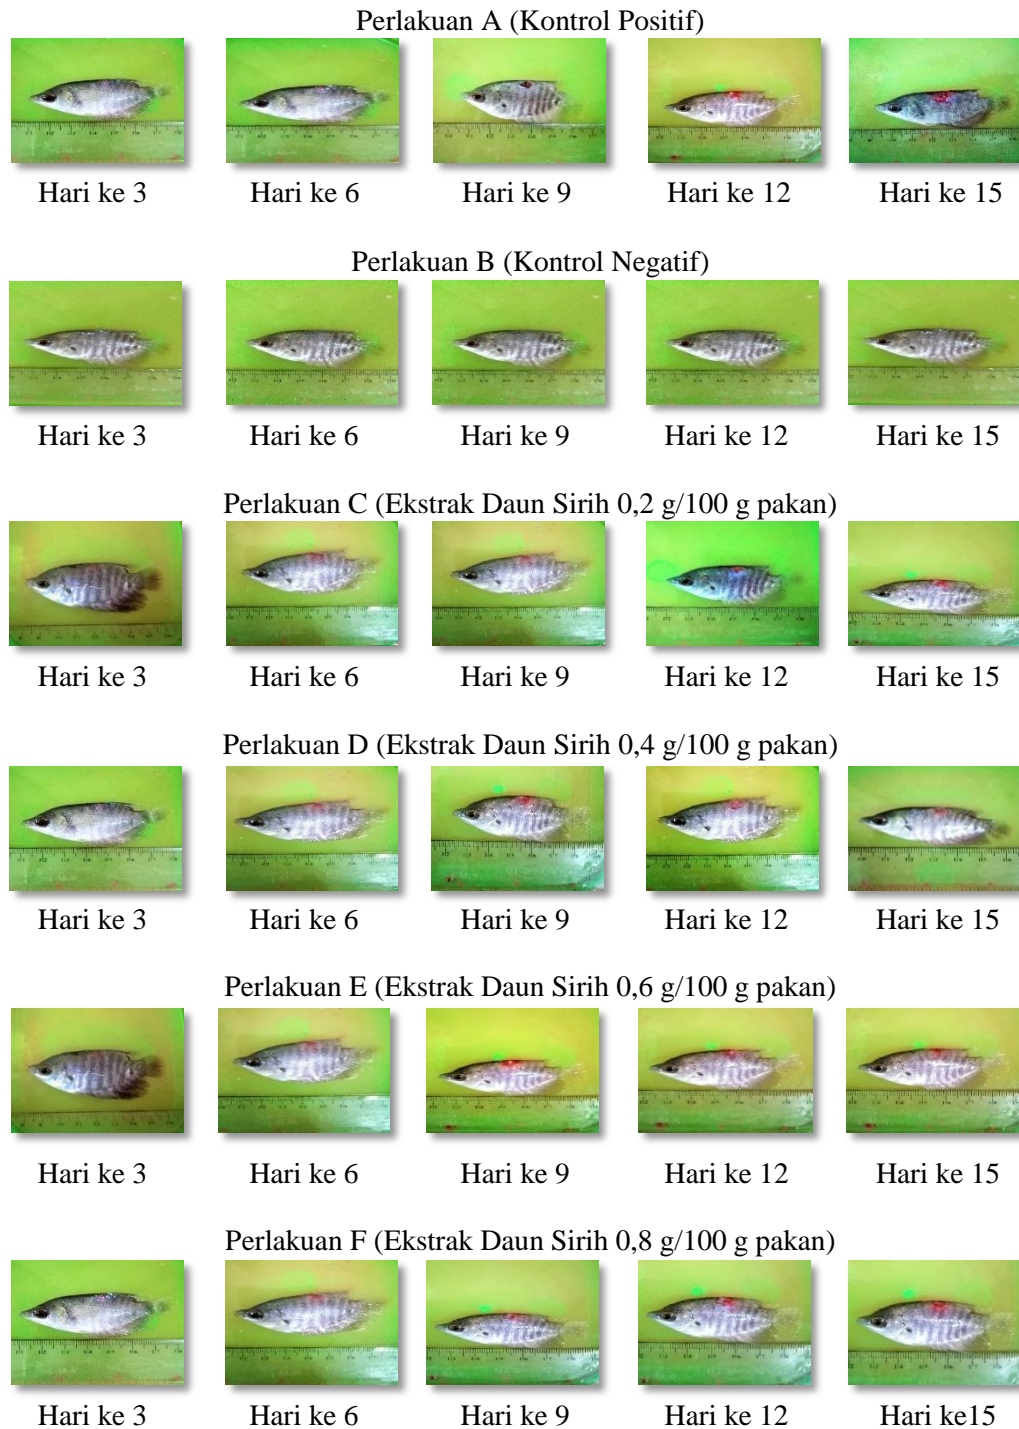 Perlakuan A (Kontrol Positif)
Hari ke 3 Hari ke 6 Hari ke 9 Hari ke 12 Hari ke 15
Perlakuan B (Kontrol Negatif)
Hari ke 3 Hari ke 6 Hari ke 9 Hari ke 12 Hari ke 15
Perlakuan C (Ekstrak Daun Sirih 0,2 g/100 g pakan)
Hari ke 3 Hari ke 6 Hari ke 9 Hari ke 12 Hari ke 15
Perlakuan D (Ekstrak Daun Sirih 0,4 g/100 g pakan)
Hari ke 3 Hari ke 6 Hari ke 9 Hari ke 12 Hari ke 15
Perlakuan E (Ekstrak Daun Sirih 0,6 g/100 g pakan)
Hari ke 3 Hari ke 6 Hari ke 9 Hari ke 12 Hari ke 15
Perlakuan F (Ekstrak Daun Sirih 0,8 g/100 g pakan)
Hari ke 3 Hari ke 6 Hari ke 9 Hari ke 12 Hari ke15